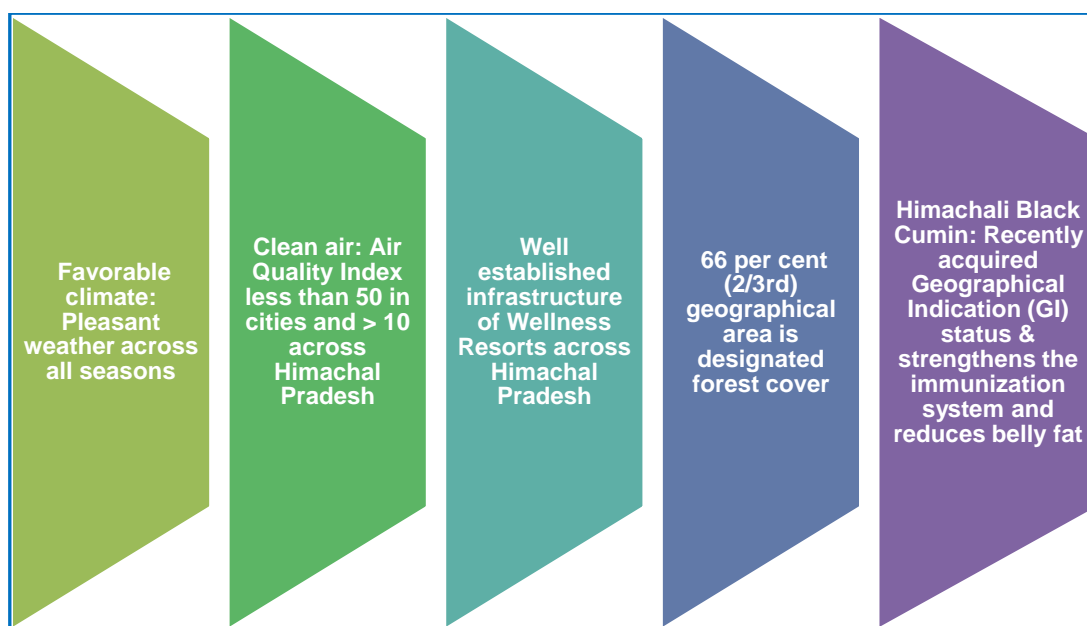 Favorable
climate:
Pleasant
weather across
all seasons
Clean air: Air
Quality Index
less than 50 in
cities and > 10
across
Himachal
Pradesh
Well
established
infrastructure
of Wellness
Resorts across
Himachal
Pradesh
66 per cent
(2/3rd)
geographical
area is
designated
forest cover
Himachali Black
Cumin: Recently
acquired
Geographical
Indication (GI)
status &
strengthens the
immunization
system and
reduces belly fat